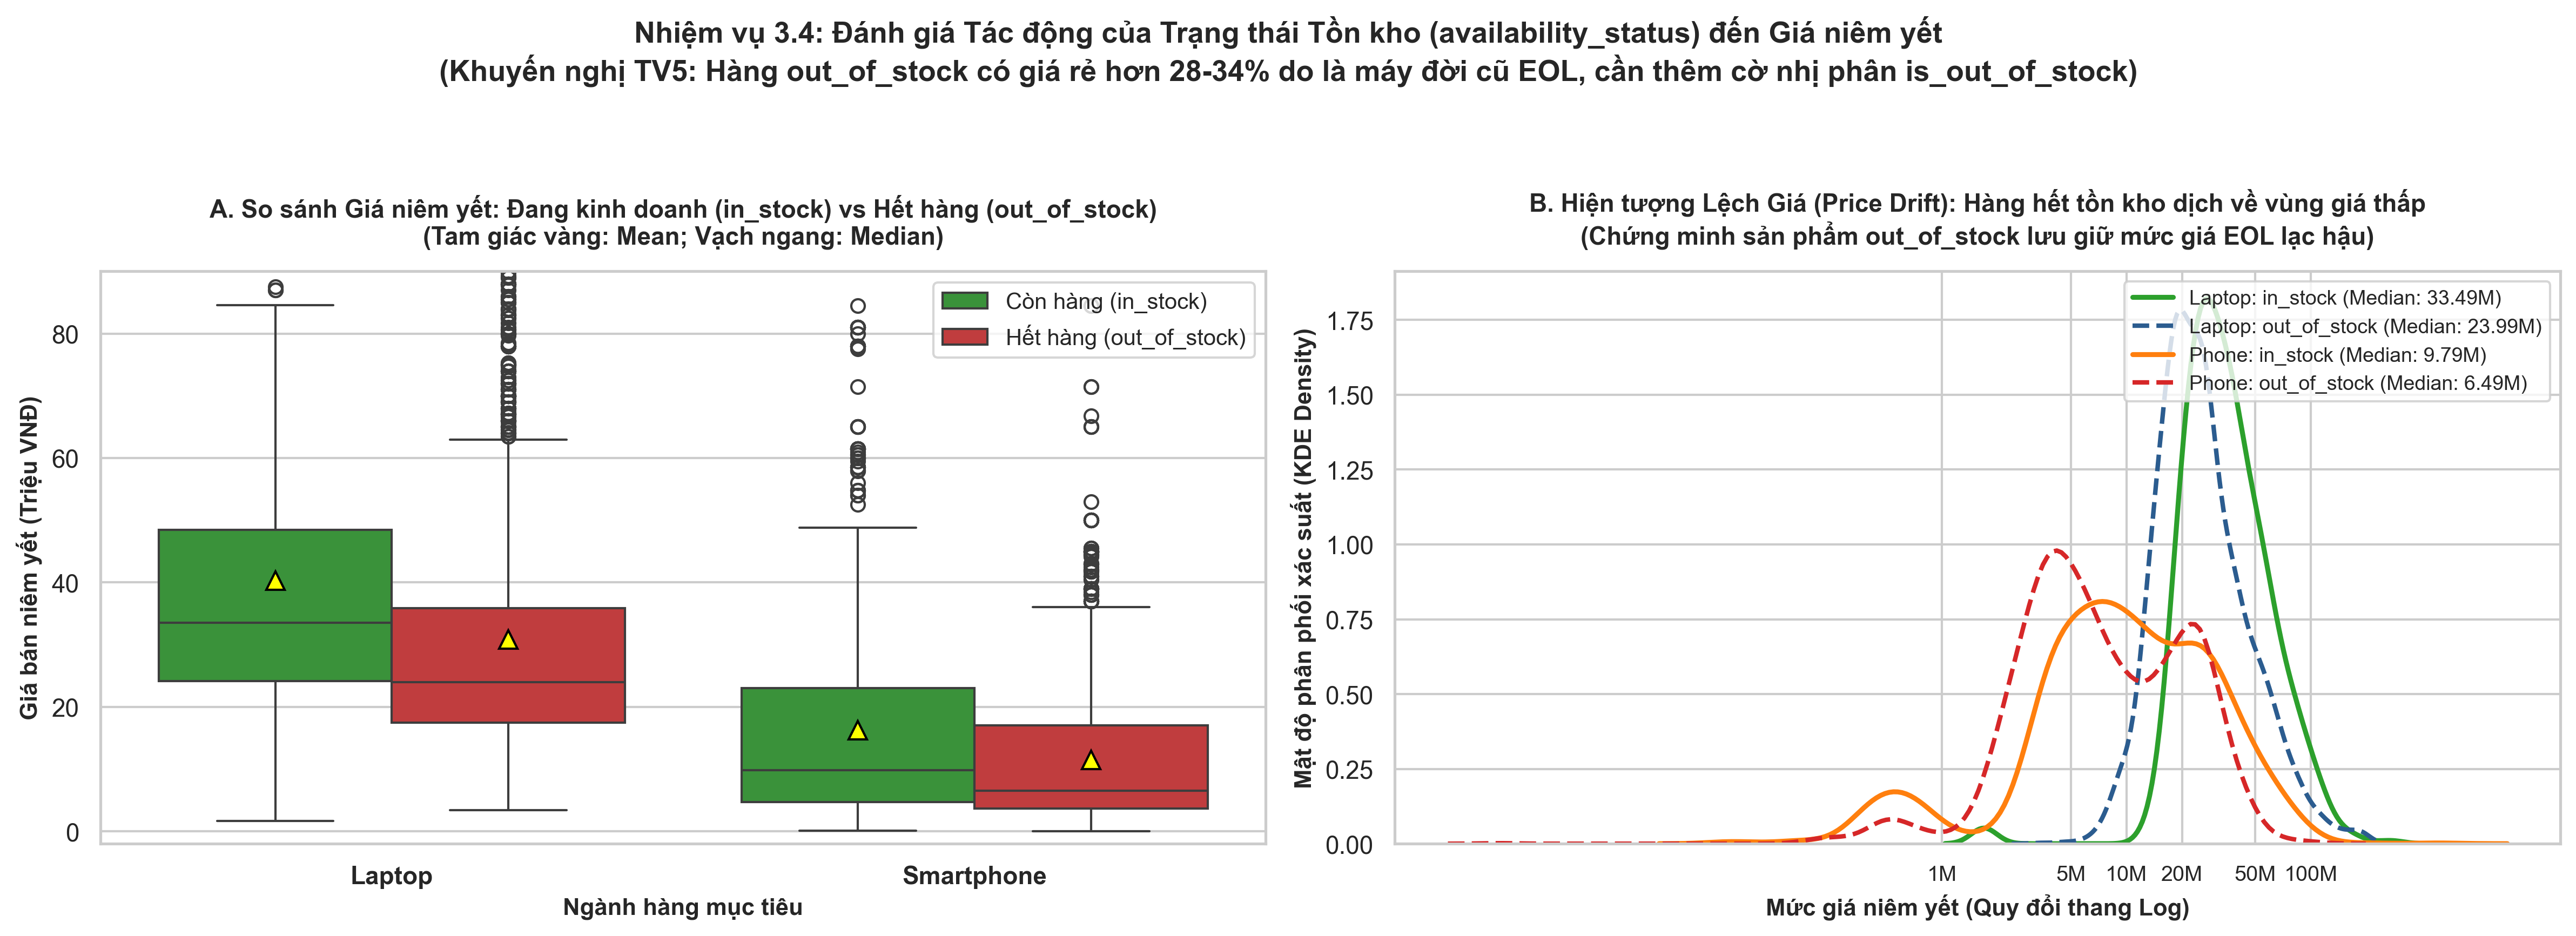 Nhiệm vụ 3.4: Đánh giá Tác động của Trạng thái Tồn kho (availability_status) đến Giá niêm yết
(Khuyến nghị TV5: Hàng out_of_stock có giá rẻ hơn 28-34% do là máy đời cũ EOL, cần thêm cờ nhị phân is_out_of_stock)
A. So sánh Giá niêm yết: Đang kinh doanh (in_stock) vs Hết hàng (out_of_stock)
(Tam giác vàng: Mean; Vạch ngang: Median)
Giá bán niêm yết (Triệu VNĐ)
80
60
40
20
0
Còn hàng (in_stock)
Hết hàng (out_of_stock)
Laptop
Smartphone
Ngành hàng mục tiêu
B. Hiện tượng Lệch Giá (Price Drift): Hàng hết tồn kho dịch về vùng giá thấp
(Chứng minh sản phẩm out_of_stock lưu giữ mức giá EOL lạc hậu)
Mật độ phân phối xác suất (KDE Density)
1.75
1.50
1.25
1.00
0.75
0.50
0.25
0.00
Laptop: in_stock (Median: 33.49M)
Laptop: out_of_stock (Median: 23.99M)
Phone: in_stock (Median: 9.79M)
Phone: out_of_stock (Median: 6.49M)
1M
5M
10M
20M
50M
100M
Mức giá niêm yết (Quy đổi thang Log)